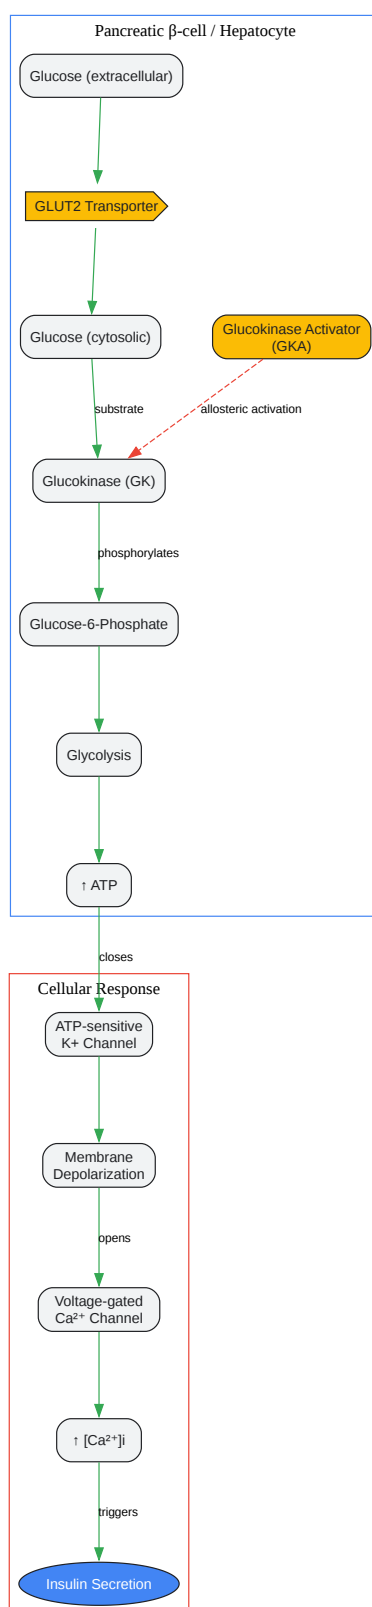 Pancreatic β-cell / Hepatocyte
Glucose (extracellular)
GLUT2 Transporter
Glucose (cytosolic)
Glucokinase Activator
(GKA)
substrate
allosteric activation
Glucokinase (GK)
phosphorylates
Glucose-6-Phosphate
Glycolysis
↑ ATP
closes
Cellular Response
ATP-sensitive
K+ Channel
Membrane
Depolarization
opens
Voltage-gated
Ca²⁺ Channel
↑ [Ca²⁺]i
triggers
Insulin Secretion